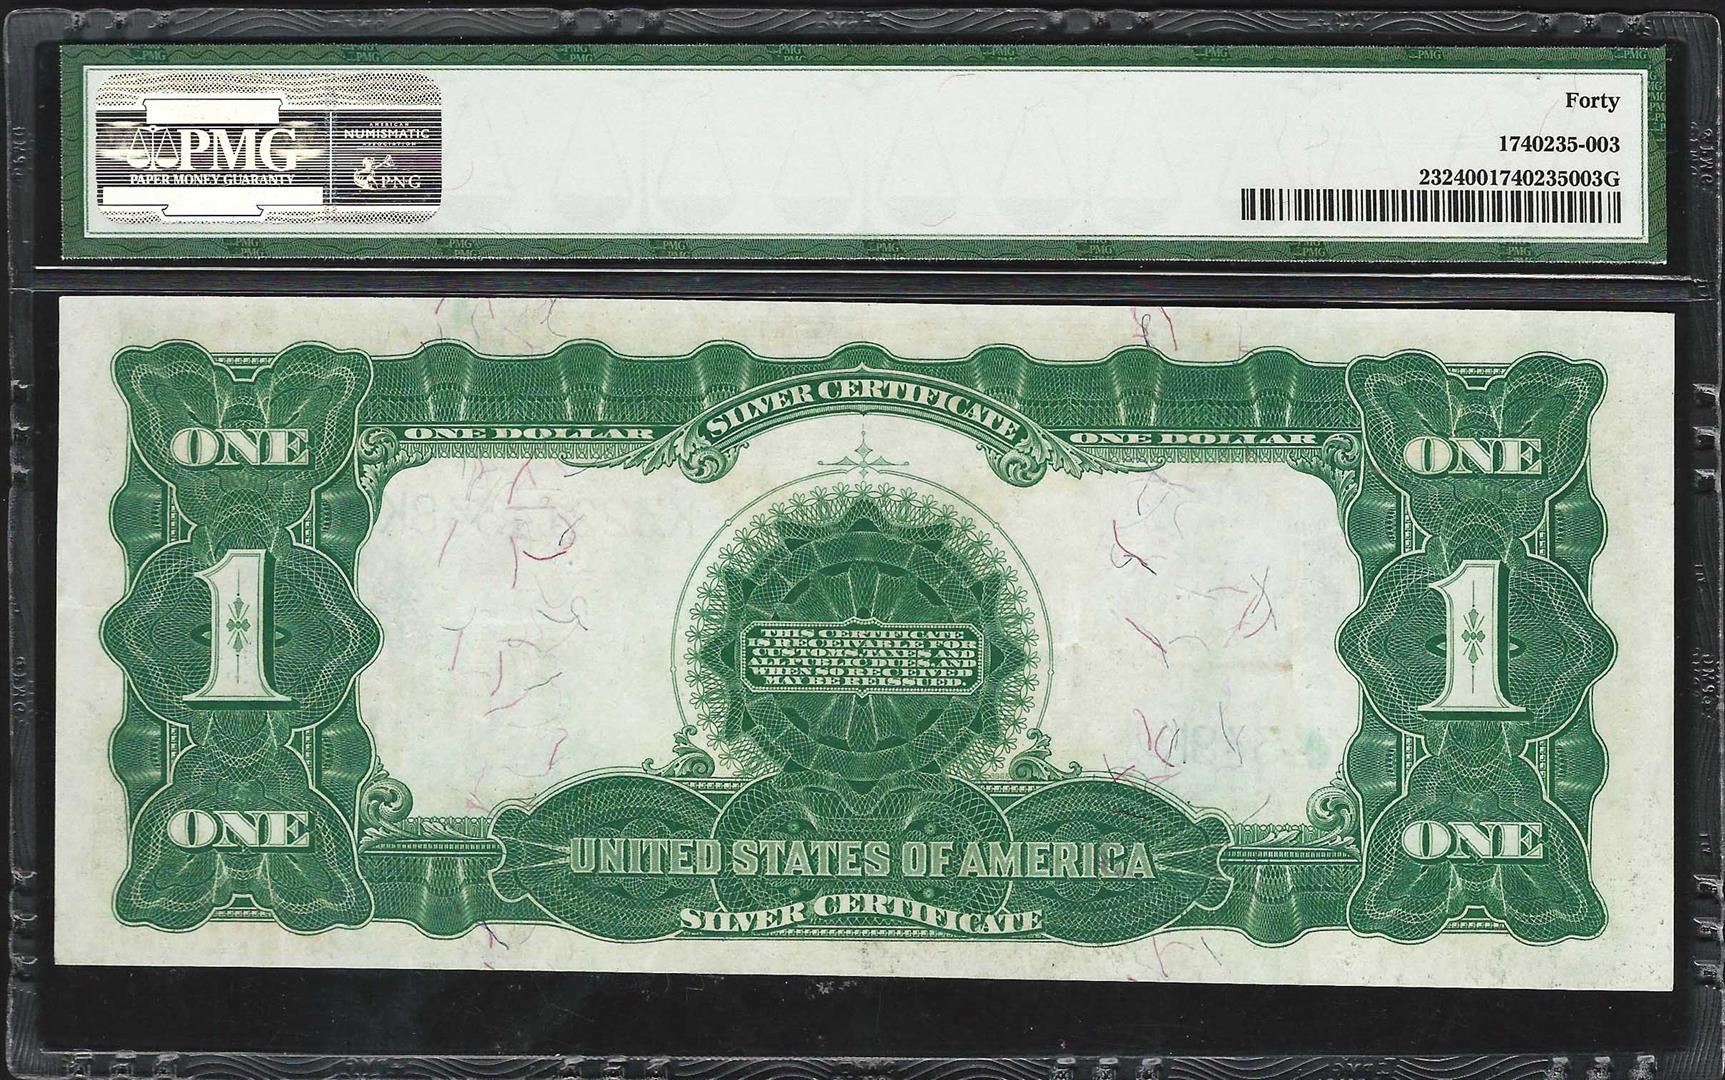 PMG
PAPER MONEY GUARANTY
AMERICAN
NUMISMATIC
ASSOCIATION
PNG
Forty
1740235-003
2324001740235003G
SILVER CERTIFICATE
ONE DOLLAR
ONE DOLLAR
ONE
ONE
1
1
THIS CERTIFICATE
IS RECEIVABLE FOR
CUSTOMS, TAXES, AND
ALL PUBLIC DUES, AND
WHEN SO RECEIVED
MAY BE REISSUED.
ONE
ONE
UNITED STATES OF AMERICA
SILVER CERTIFICATE